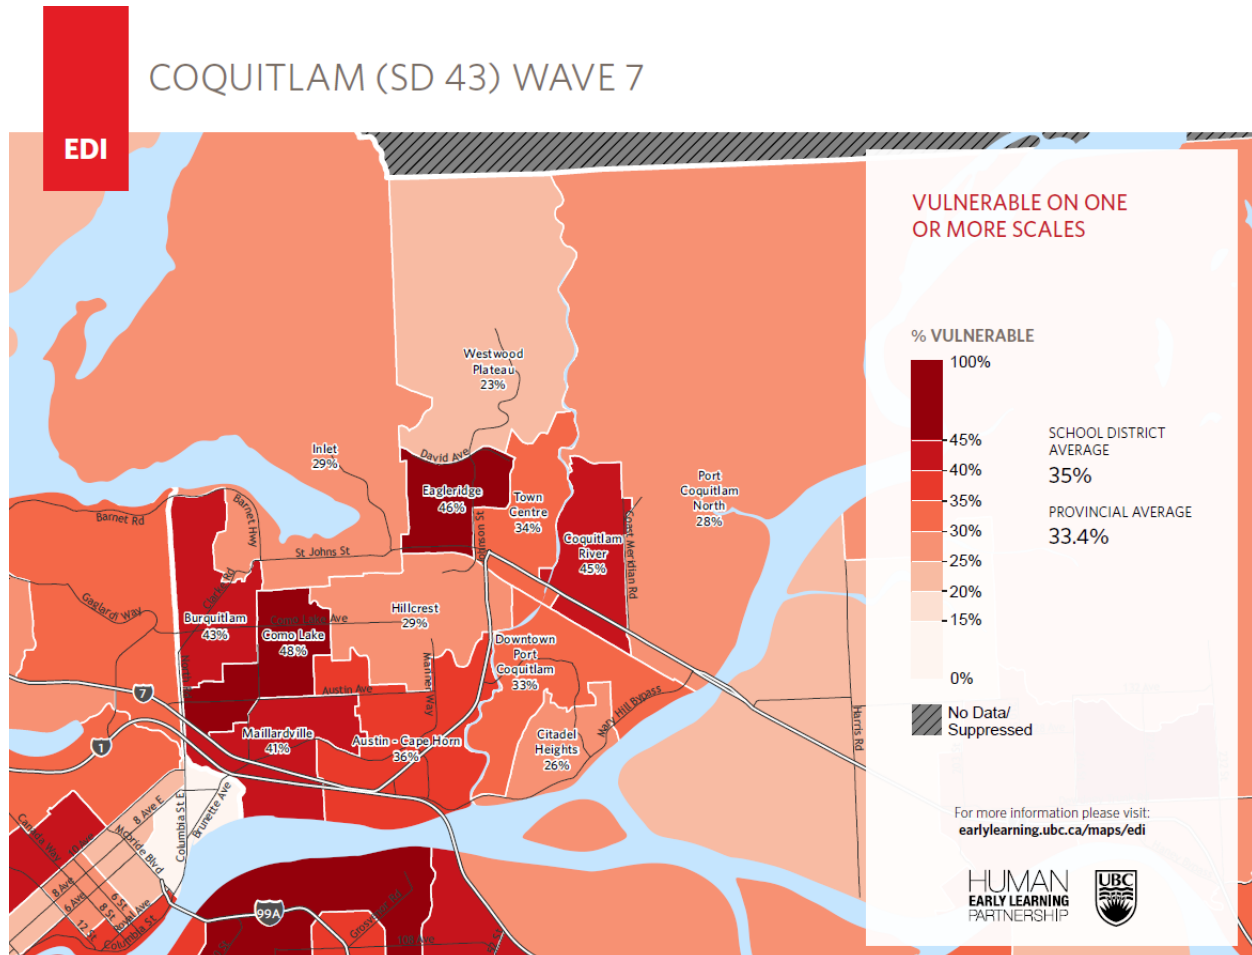 COQUITLAM (SD 43) WAVE 7
EDI
VULNERABLE ON ONE
OR MORE SCALES
% VULNERABLE
100%
45%
40%
35%
30%
25%
20%
15%
0%
No Data/
Suppressed
SCHOOL DISTRICT
AVERAGE
35%
PROVINCIAL AVERAGE
33.4%
For more information please visit:
earlylearning.ubc.ca/maps/edi
HUMAN
EARLY LEARNING
PARTNERSHIP
UBC
Westwood
Plateau
23%
Inlet
29%
David Ave
Eagleridge
46%
Town
Centre
34%
Port
Coquitlam
North
28%
Coquitlam
River
45%
Coast Meridian Rd
Barnet Rd
Barnet Hwy
St Johns St
Clarke Rd
Gaglardi Way
Burquitlam
43%
Como Lake Ave
Como Lake
48%
Hillcrest
29%
Downtown
Port
Coquitlam
33%
Mariner Way
Austin Ave
Mary Hill Bypass
Maillardville
41%
Austin - Cape Horn
36%
Citadel
Heights
26%
Harris Rd
7
1
8 Ave E
Mcbride Blvd
Columbia St E
Brunette Ave
Canada Way
10 Ave
8 Ave
6 Ave
6 St
8 St
12 St
Royal Ave
Columbia St
99A
Grosvenor Rd
108 Ave